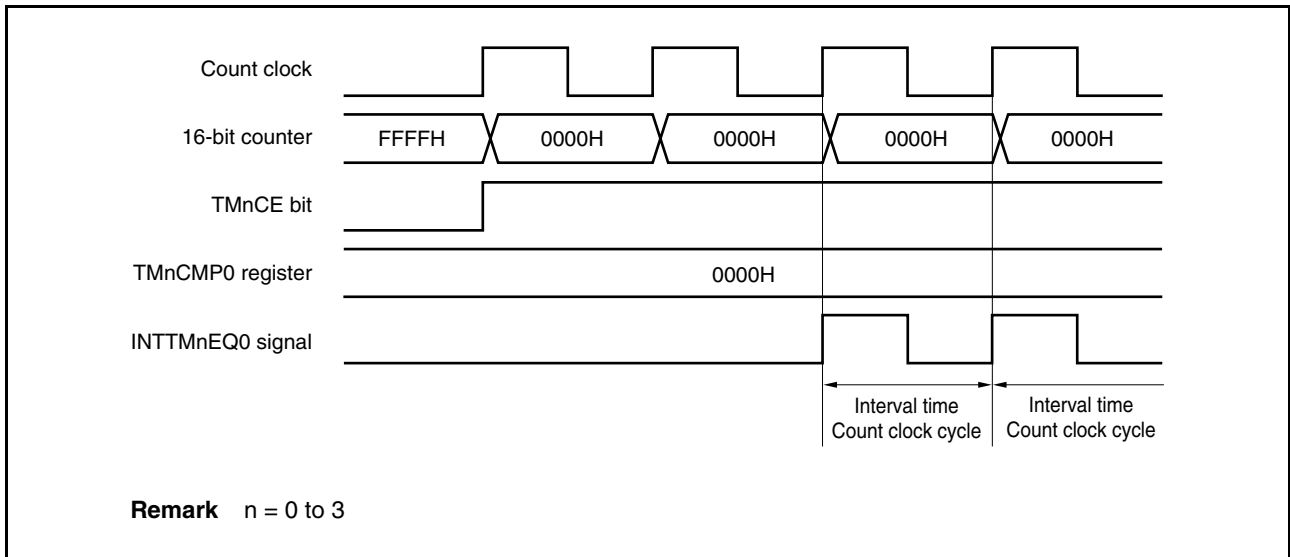 Count clock
16-bit counter FFFFH 0000H 0000H 0000H 0000H
TMnCE bit
TMnCMP0 register 0000H
INTTMnEQ0 signal
Interval time Interval time
Count clock cycle Count clock cycle
Remark n = 0 to 3